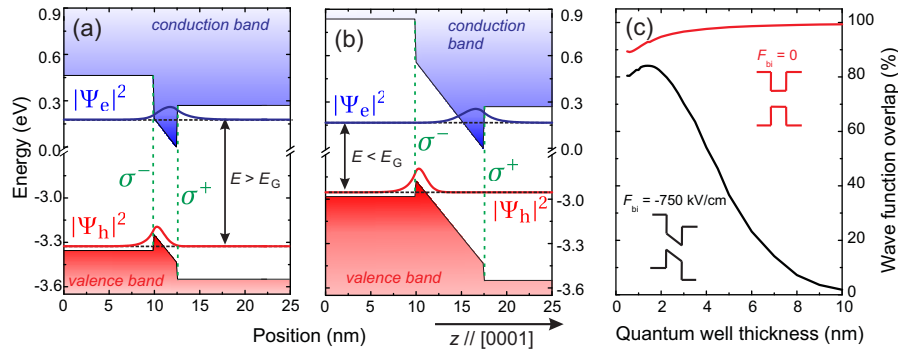 (a)
conduction band
|Ψe|²
E > EG
σ−
σ+
|Ψh|²
valence band
Energy (eV)
0.9
0.6
0.3
0.0
-3.0
-3.3
-3.6
0 5 10 15 20 25
(b)
conduction
band
|Ψe|²
E < EG
σ−
σ+
|Ψh|²
valence band
0.9
0.6
0.3
0.0
-3.0
-3.3
-3.6
0 5 10 15 20 25
Position (nm)
z // [0001]
(c)
Fbi = 0
Fbi = -750 kV/cm
100
80
60
40
20
0
Wave function overlap (%)
0 2 4 6 8 10
Quantum well thickness (nm)